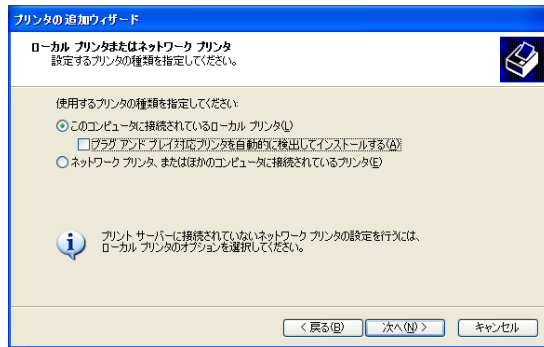 プリンタの追加ウィザード
ローカル プリンタまたはネットワーク プリンタ
設定するプリンタの種類を指定してください。
使用するプリンタの種類を指定してください:
このコンピュータに接続されているローカル プリンタ(L)
プラグ アンド プレイ対応プリンタを自動的に検出してインストールする(A)
ネットワーク プリンタ、またはほかのコンピュータに接続されているプリンタ(E)
プリント サーバーに接続されていないネットワーク プリンタの設定を行うには、
ローカル プリンタのオプションを選択してください。
< 戻る(B) 次へ(N) > キャンセル